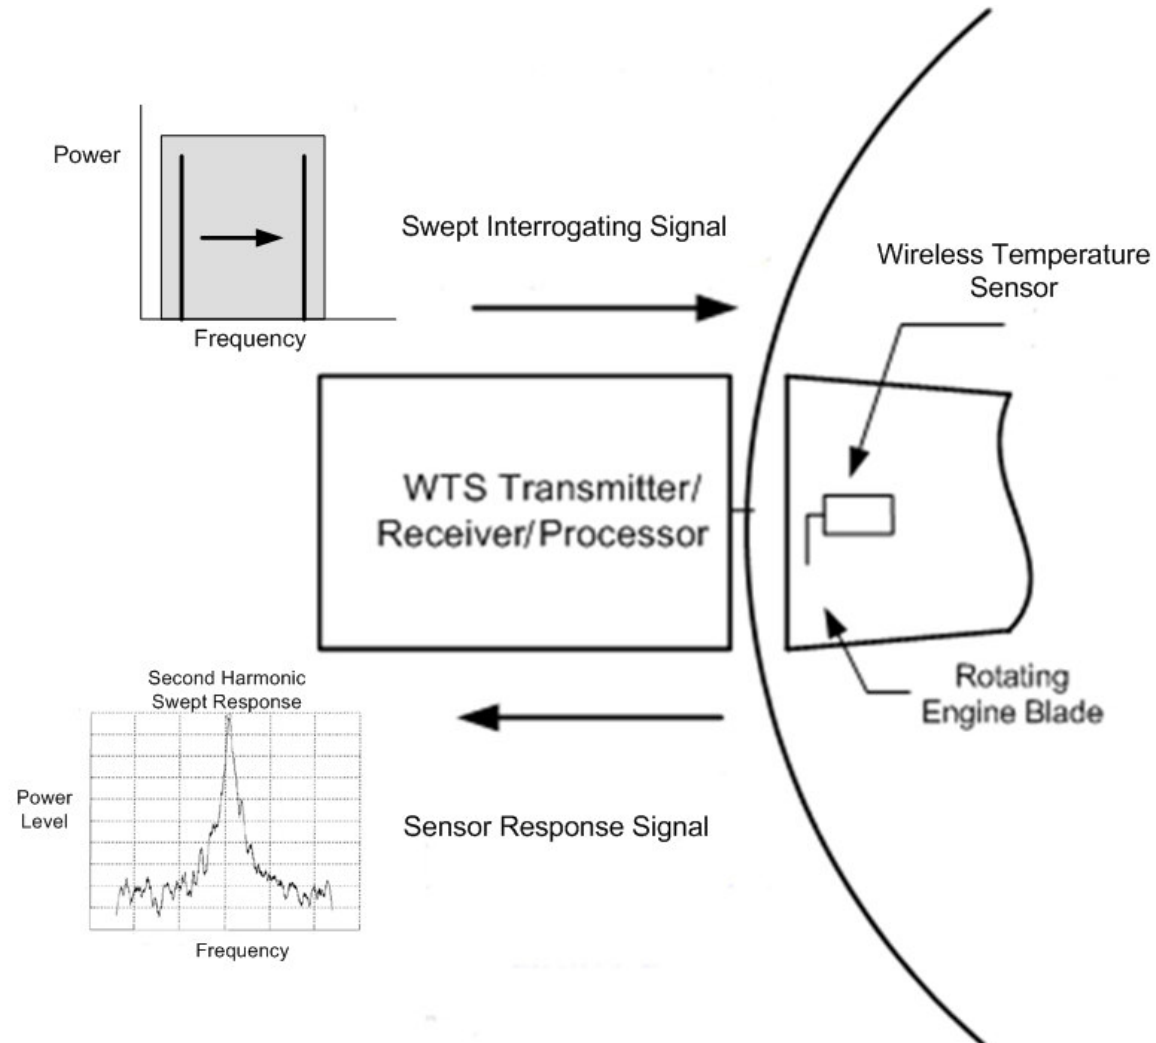 Power
Frequency
Swept Interrogating Signal
Wireless Temperature
Sensor
WTS Transmitter/
Receiver/Processor
Rotating
Engine Blade
Second Harmonic
Swept Response
Power
Level
Frequency
Sensor Response Signal